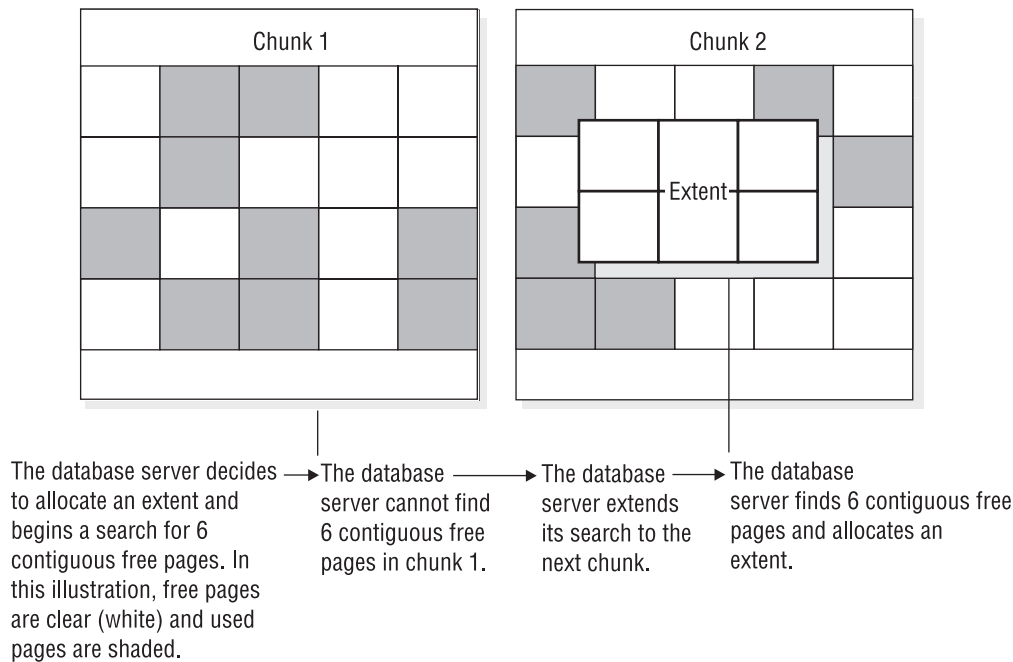 Chunk 1
Chunk 2
Extent
The database server decides
to allocate an extent and
begins a search for 6
contiguous free pages. In
this illustration, free pages
are clear (white) and used
pages are shaded.
The database
server cannot find
6 contiguous free
pages in chunk 1.
The database
server extends
its search to the
next chunk.
The database
server finds 6 contiguous free
pages and allocates an
extent.